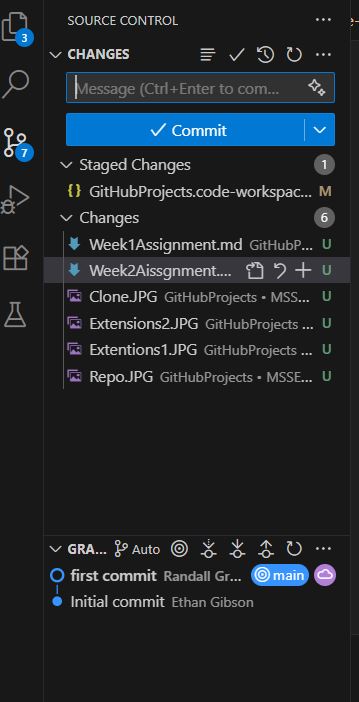 SOURCE CONTROL
3
CHANGES
Message (Ctrl+Enter to com...
Commit
7
Staged Changes 1
{} GitHubProjects.code-workspac... M
Changes 6
Week1Assignment.md GitHubP... U
Week2Aissgnment.... U
Clone.JPG GitHubProjects • MSSE... U
Extensions2.JPG GitHubProjects • MSS... U
Extentions1.JPG GitHubProjects • MSS... U
Repo.JPG GitHubProjects • MSSE... U
GRA... Auto
first commit Randall Gr... main
Initial commit Ethan Gibson